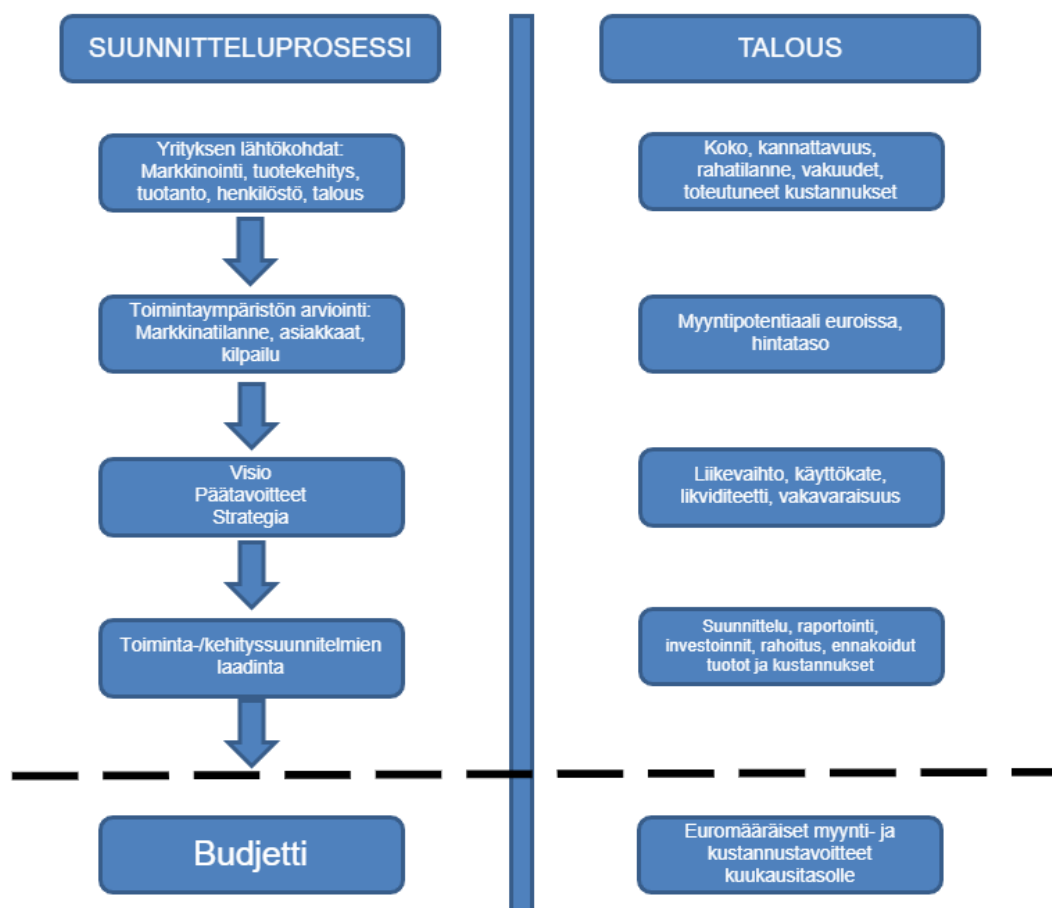 SUUNNITTELUPROSESSI
TALOUS
Yrityksen lähtökohdat:
Markkinointi, tuotekehitys,
tuotanto, henkilöstö, talous
Koko, kannattavuus,
rahatilanne, vakuudet,
toteutuneet kustannukset
Toimintaympäristön arviointi:
Markkinatilanne, asiakkaat,
kilpailu
Myyntipotentiaali euroissa,
hintataso
Visio
Päätavoitteet
Strategia
Liikevaihto, käyttökate,
likviditeetti, vakavaraisuus
Toiminta-/kehityssuunnitelmien
laadinta
Suunnittelu, raportointi,
investoinnit, rahoitus, ennakoidut
tuotot ja kustannukset
Budjetti
Euromääräiset myynti- ja
kustannustavoitteet
kuukausitasolle